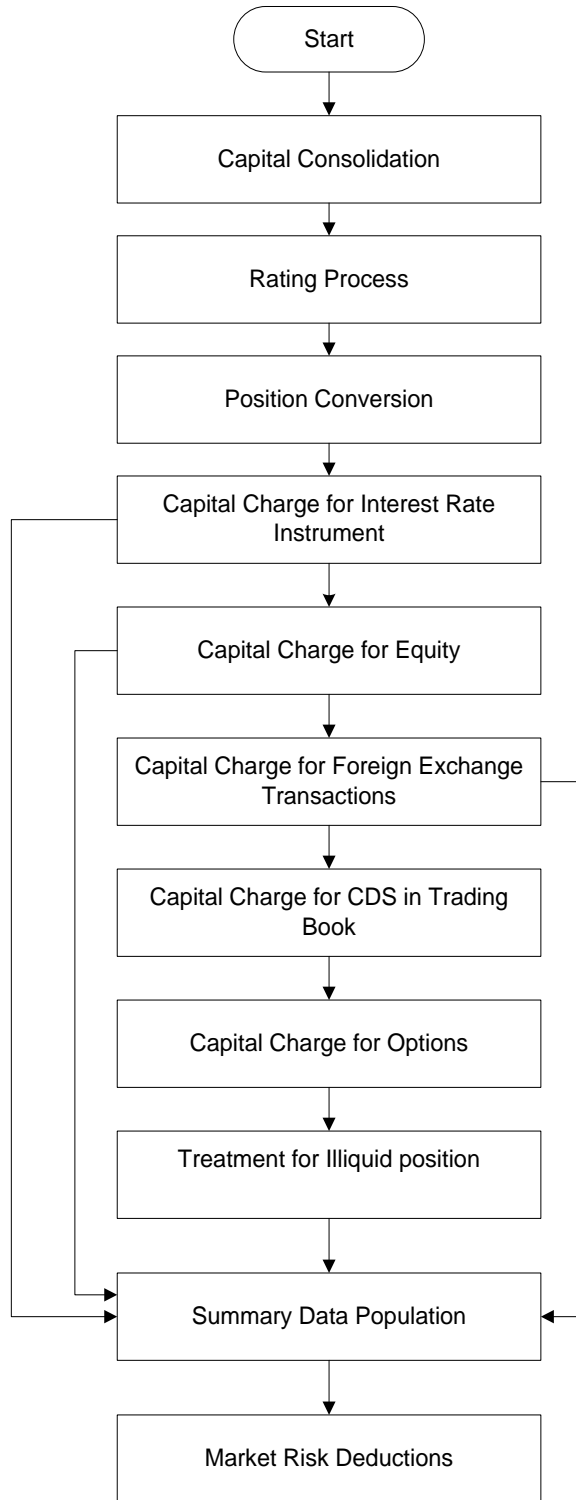 Start
Capital Consolidation
Rating Process
Position Conversion
Capital Charge for Interest Rate
Instrument
Capital Charge for Equity
Capital Charge for Foreign Exchange
Transactions
Capital Charge for CDS in Trading
Book
Capital Charge for Options
Treatment for Illiquid position
Summary Data Population
Market Risk Deductions